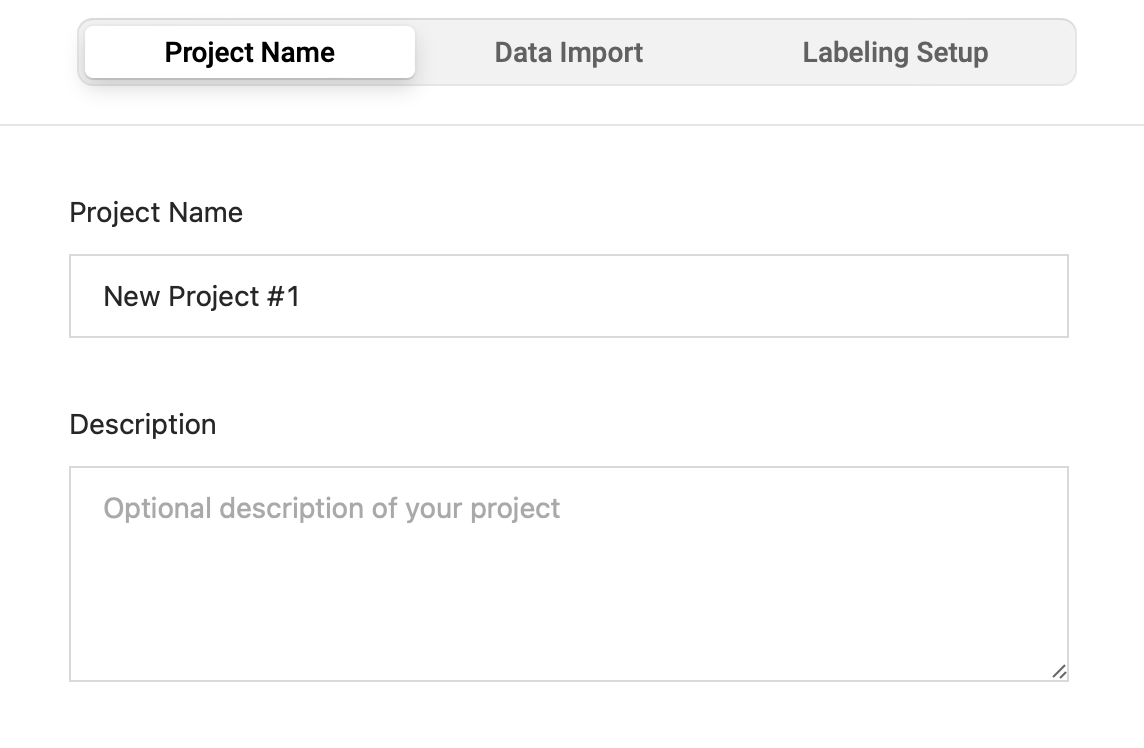 Project Name Data Import Labeling Setup
Project Name
New Project #1
Description
Optional description of your project